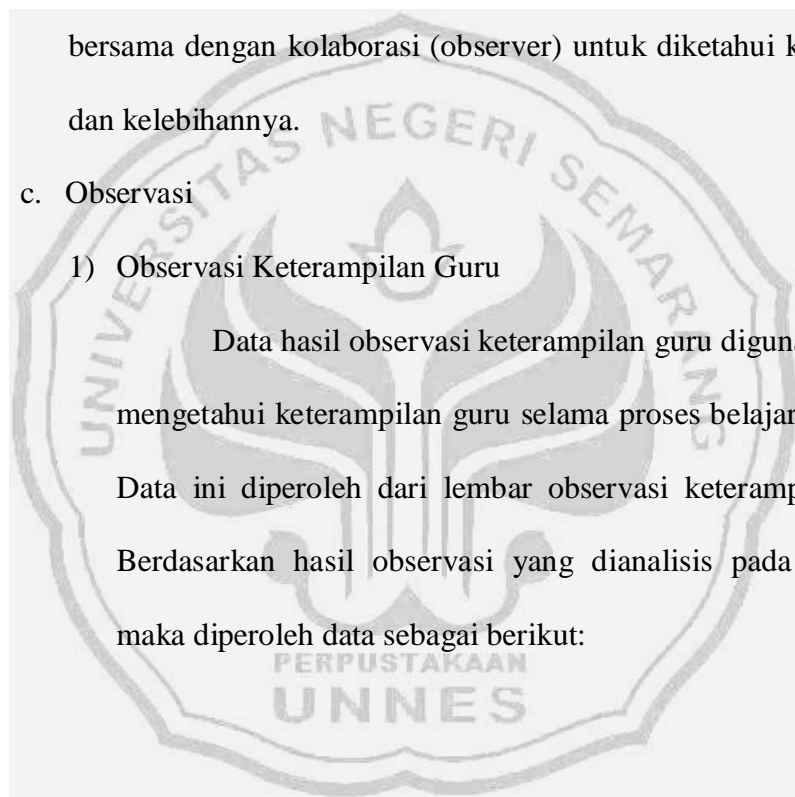 bersama dengan kolaborasi (observer) untuk diketahui
dan kelebihannya.
c. Observasi
1) Observasi Keterampilan Guru
Data hasil observasi keterampilan guru
mengetahui keterampilan guru selama proses belajar
Data ini diperoleh dari lembar observasi
Berdasarkan hasil observasi yang dianalisis pada
maka diperoleh data sebagai berikut:
UNIVERSITAS NEGERI SEMARANG
PERPUSTAKAAN
UNNES